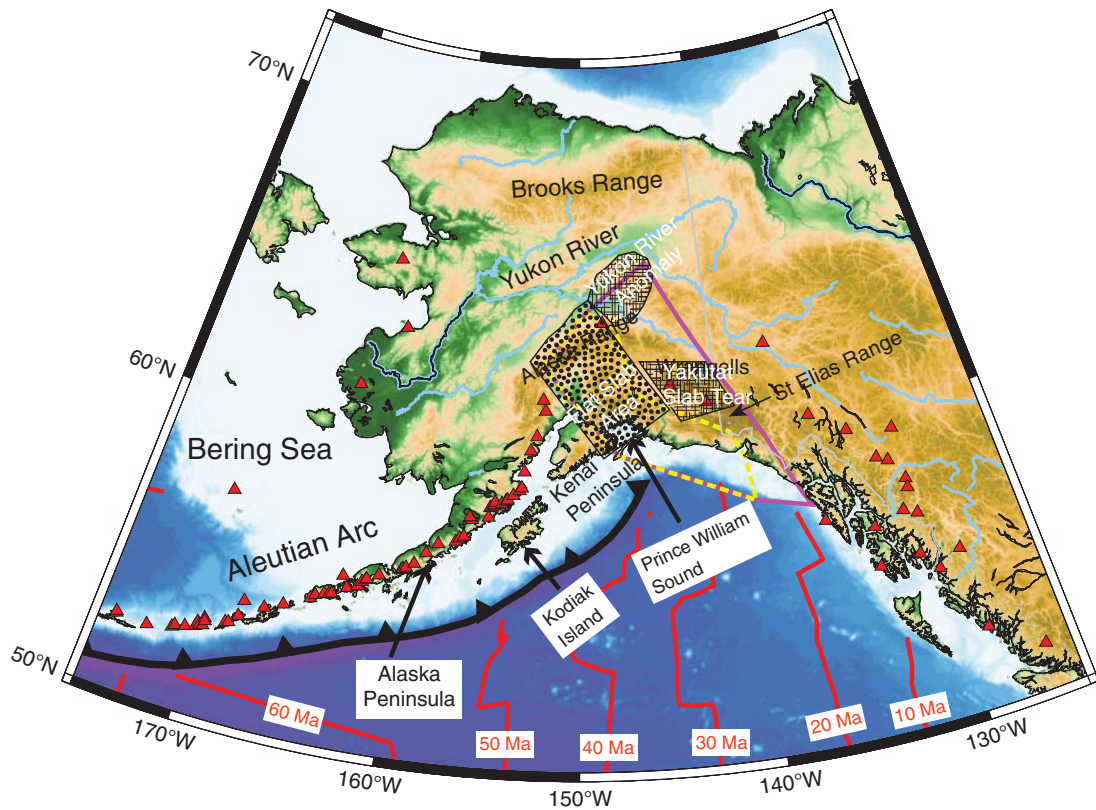 70°N
Brooks Range
Yukon River
Yukon River
Anomaly
Alaska Range
60°N
Wrangells
Yakutat
Slab Tear
St Elias Range
Flat Slab
Area
Bering Sea
Kenai
Peninsula
Aleutian Arc
Prince William
Sound
Kodiak
Island
Alaska
Peninsula
50°N
60 Ma
50 Ma
40 Ma
30 Ma
20 Ma
10 Ma
170°W
160°W
150°W
140°W
130°W